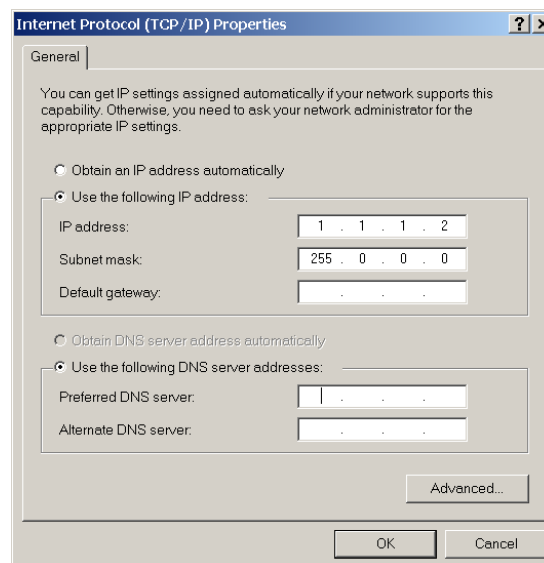 Internet Protocol (TCP/IP) Properties
General
You can get IP settings assigned automatically if your network supports this
capability. Otherwise, you need to ask your network administrator for the
appropriate IP settings.
Obtain an IP address automatically
Use the following IP address:
IP address: 1 . 1 . 1 . 2
Subnet mask: 255 . 0 . 0 . 0
Default gateway: . . .
Obtain DNS server address automatically
Use the following DNS server addresses:
Preferred DNS server: . . .
Alternate DNS server: . . .
Advanced...
OK Cancel